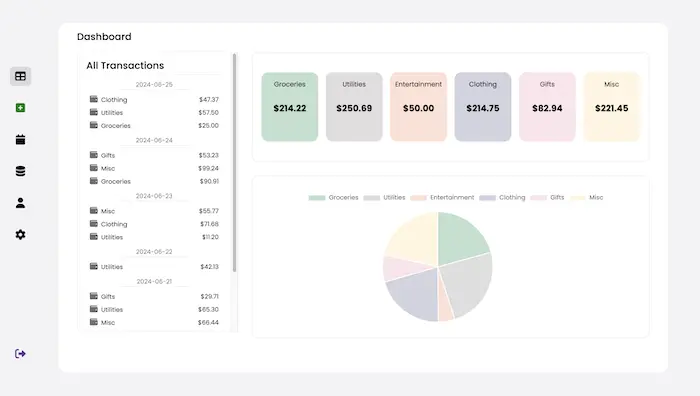 Dashboard
All Transactions
2024-06-25
Clothing $47.37
Utilities $57.50
Groceries $25.00
2024-06-24
Gifts $53.23
Misc $99.24
Groceries $90.91
2024-06-23
Misc $55.77
Clothing $71.66
Utilities $11.20
2024-06-22
Utilities $42.13
2024-06-21
Gifts $29.71
Utilities $65.30
Misc $66.44
Groceries Utilities Entertainment Clothing Gifts Misc
$214.22 $250.69 $50.00 $214.75 $82.94 $221.45
Groceries Utilities Entertainment Clothing Gifts Misc